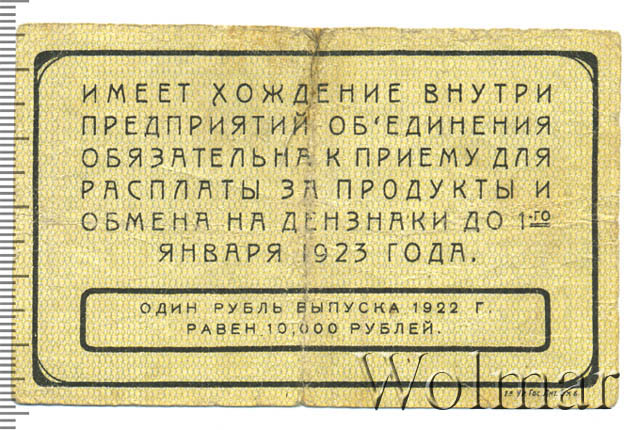 ИМЕЕТ ХОЖДЕНИЕ ВНУТРИ
ПРЕДПРИЯТИЙ ОБ'ЕДИНЕНИЯ
ОБЯЗАТЕЛЬНА К ПРИЕМУ ДЛЯ
РАСПЛАТЫ ЗА ПРОДУКТЫ И
ОБМЕНА НА ДЕНЗНАКИ ДО 1-го
ЯНВАРЯ 1923 ГОДА.
ОДИН РУБЛЬ ВЫПУСКА 1922 Г.
РАВЕН 10,000 РУБЛЕЙ.
Wolmar